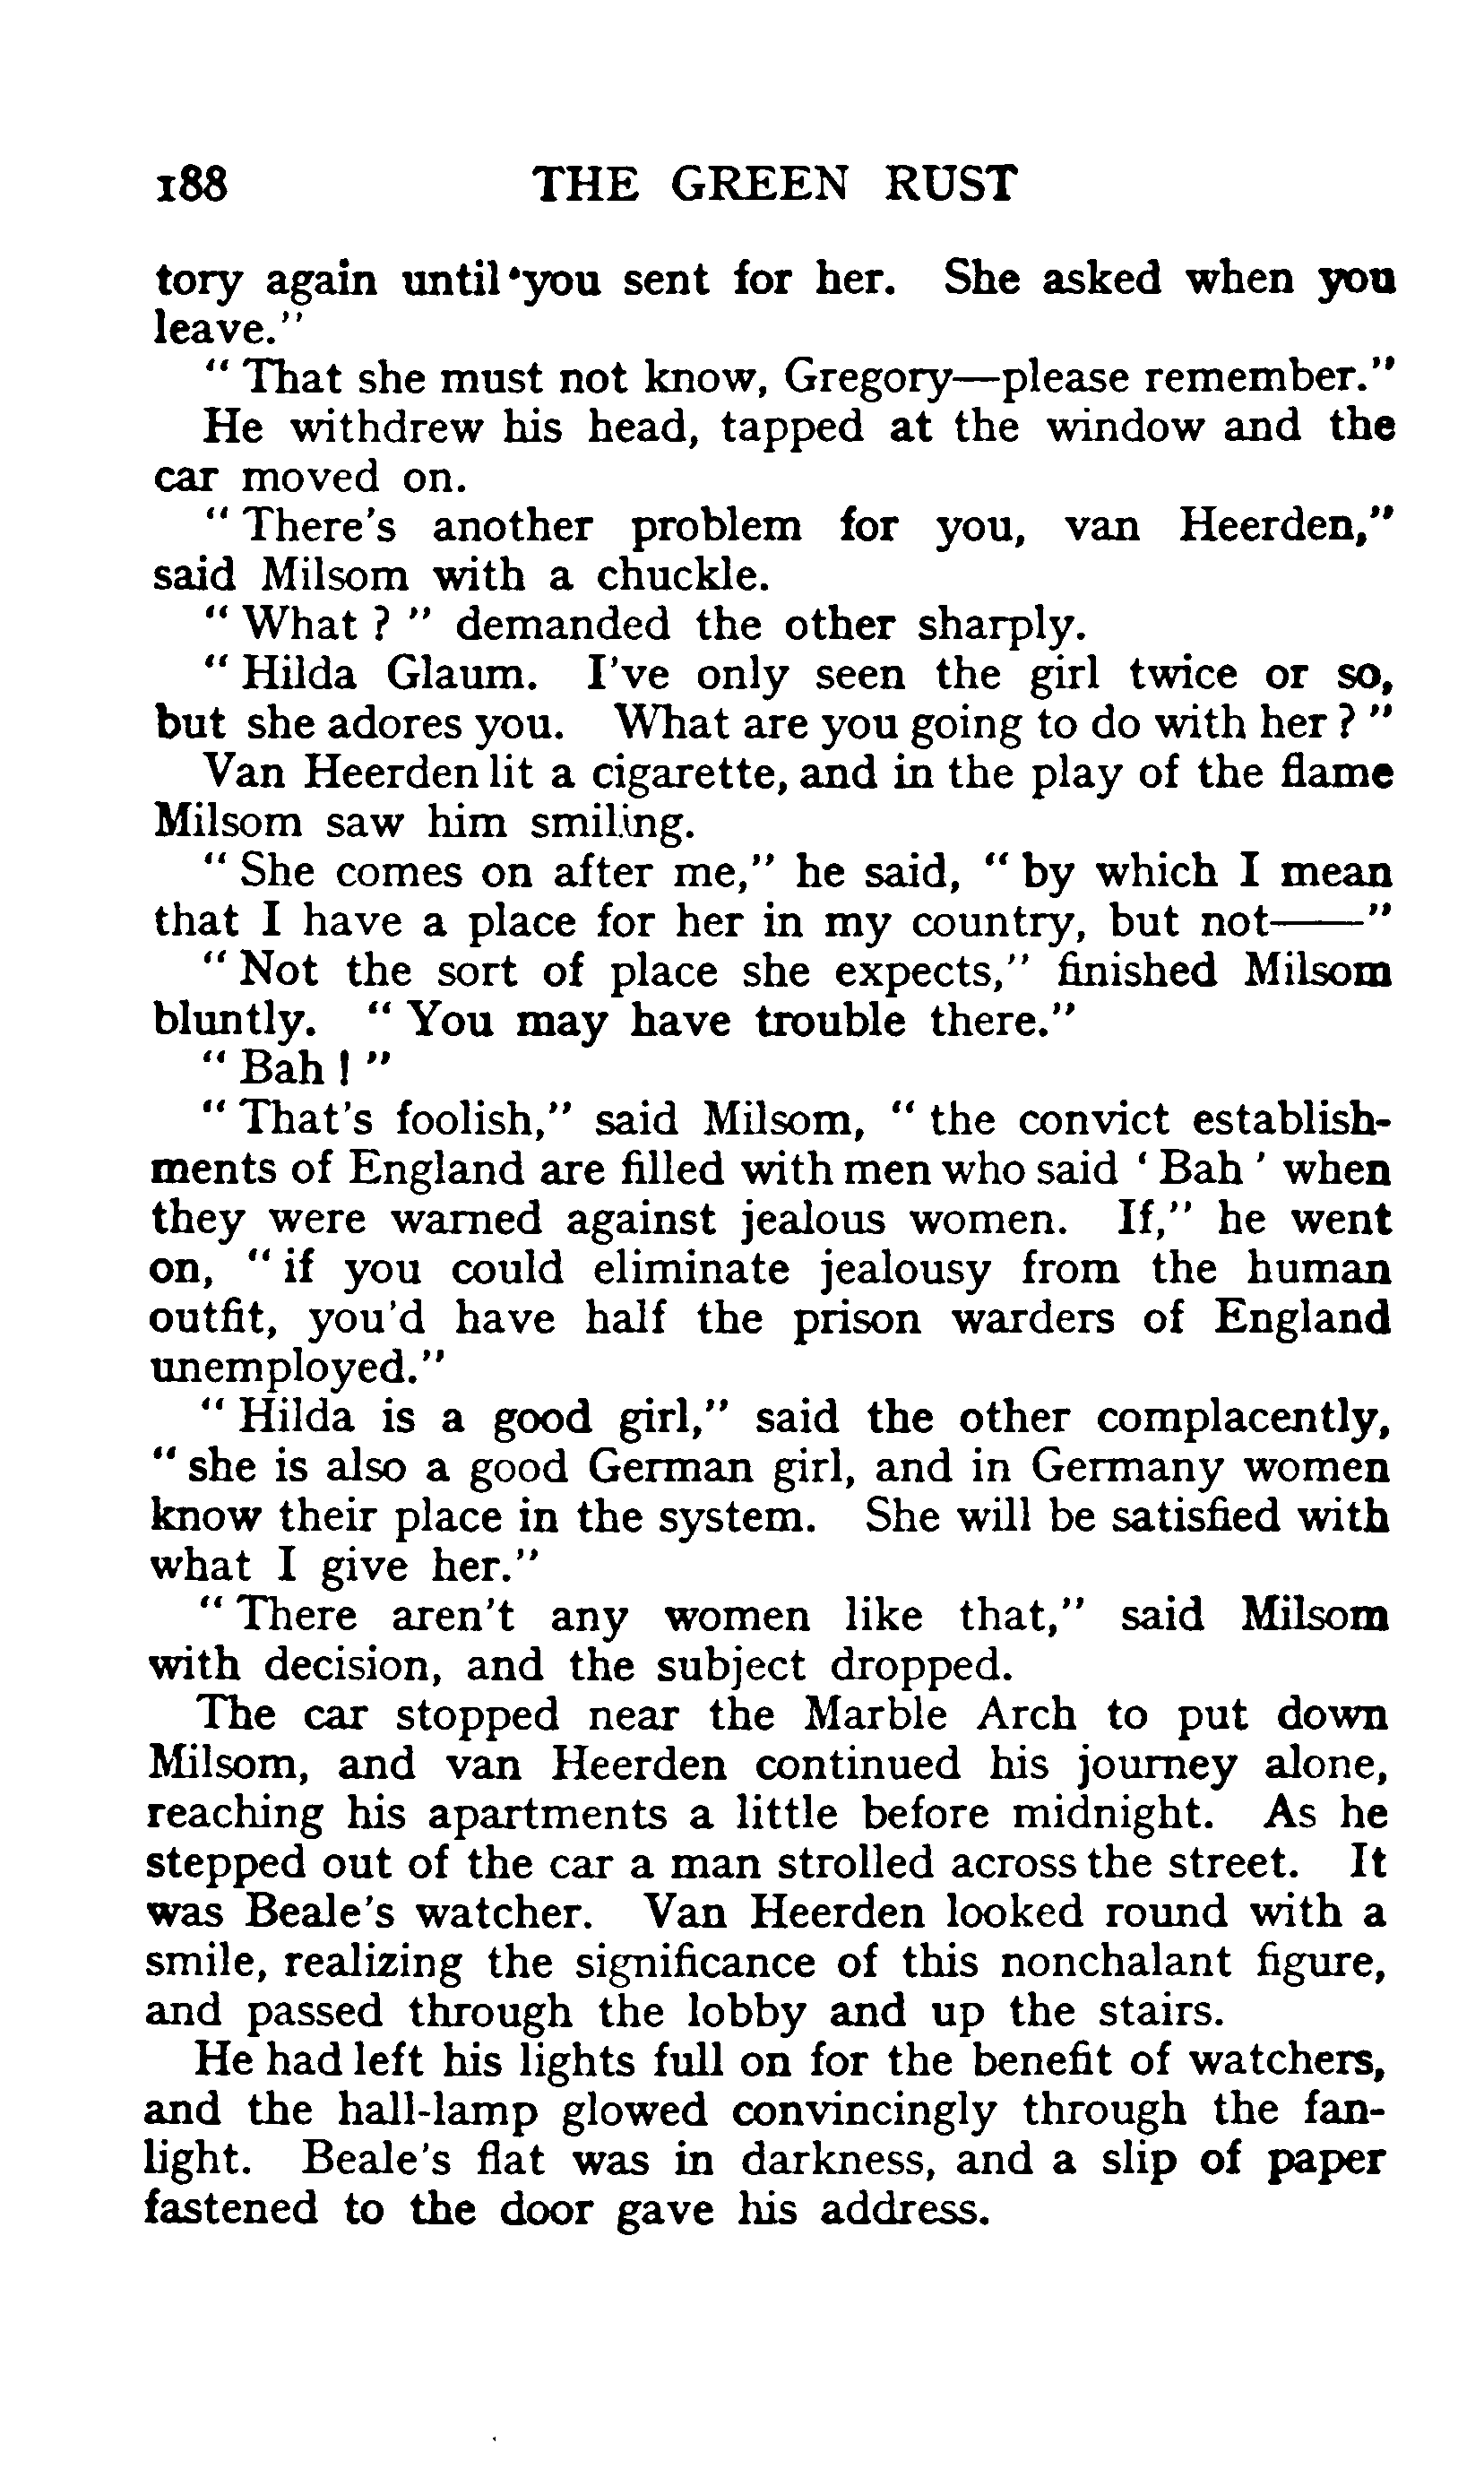 188 THE GREEN RUST
tory again until you sent for her. She asked when you
leave."
" That she must not know, Gregory—please remember."
He withdrew his head, tapped at the window and the
car moved on.
" There's another problem for you, van Heerden,"
said Milsom with a chuckle.
" What ? " demanded the other sharply.
" Hilda Glaum. I've only seen the girl twice or so,
but she adores you. What are you going to do with her ? "
Van Heerden lit a cigarette, and in the play of the flame
Milsom saw him smiling.
" She comes on after me," he said, " by which I mean
that I have a place for her in my country, but not——"
" Not the sort of place she expects," finished Milsom
bluntly. " You may have trouble there."
" Bah ! "
" That's foolish," said Milsom, " the convict establish-
ments of England are filled with men who said ' Bah ' when
they were warned against jealous women. If," he went
on, " if you could eliminate jealousy from the human
outfit, you'd have half the prison warders of England
unemployed."
" Hilda is a good girl," said the other complacently,
" she is also a good German girl, and in Germany women
know their place in the system. She will be satisfied with
what I give her."
" There aren't any women like that," said Milsom
with decision, and the subject dropped.
The car stopped near the Marble Arch to put down
Milsom, and van Heerden continued his journey alone,
reaching his apartments a little before midnight. As he
stepped out of the car a man strolled across the street. It
was Beale's watcher. Van Heerden looked round with a
smile, realizing the significance of this nonchalant figure,
and passed through the lobby and up the stairs.
He had left his lights full on for the benefit of watchers,
and the hall-lamp glowed convincingly through the fan-
light. Beale's flat was in darkness, and a slip of paper
fastened to the door gave his address.